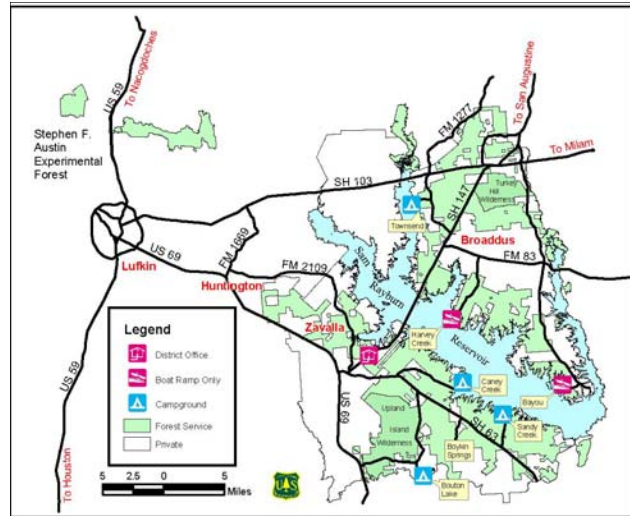 To Nacogdoches
US 59
To San Augustine
FM 1277
Stephen F.
Austin
Experimental
Forest
To Milam
SH 103
SH 147
Turkey
Hill
Wilderness
Townsend
US 69
FM 1669
Broaddus
FM 83
Lufkin
Huntington
FM 2109
Sam
Rayburn
Reservoir
Zavalla
Harvey
Creek
Legend
District Office
Boat Ramp Only
Campground
Forest Service
Private
Caney
Creek
Bayou
Sandy
Creek
US 59
US 69
Upland
Island
Wilderness
SH 63
Boykin
Springs
Bouton
Lake
To Houston
5 2.5 0 5
Miles
UAS